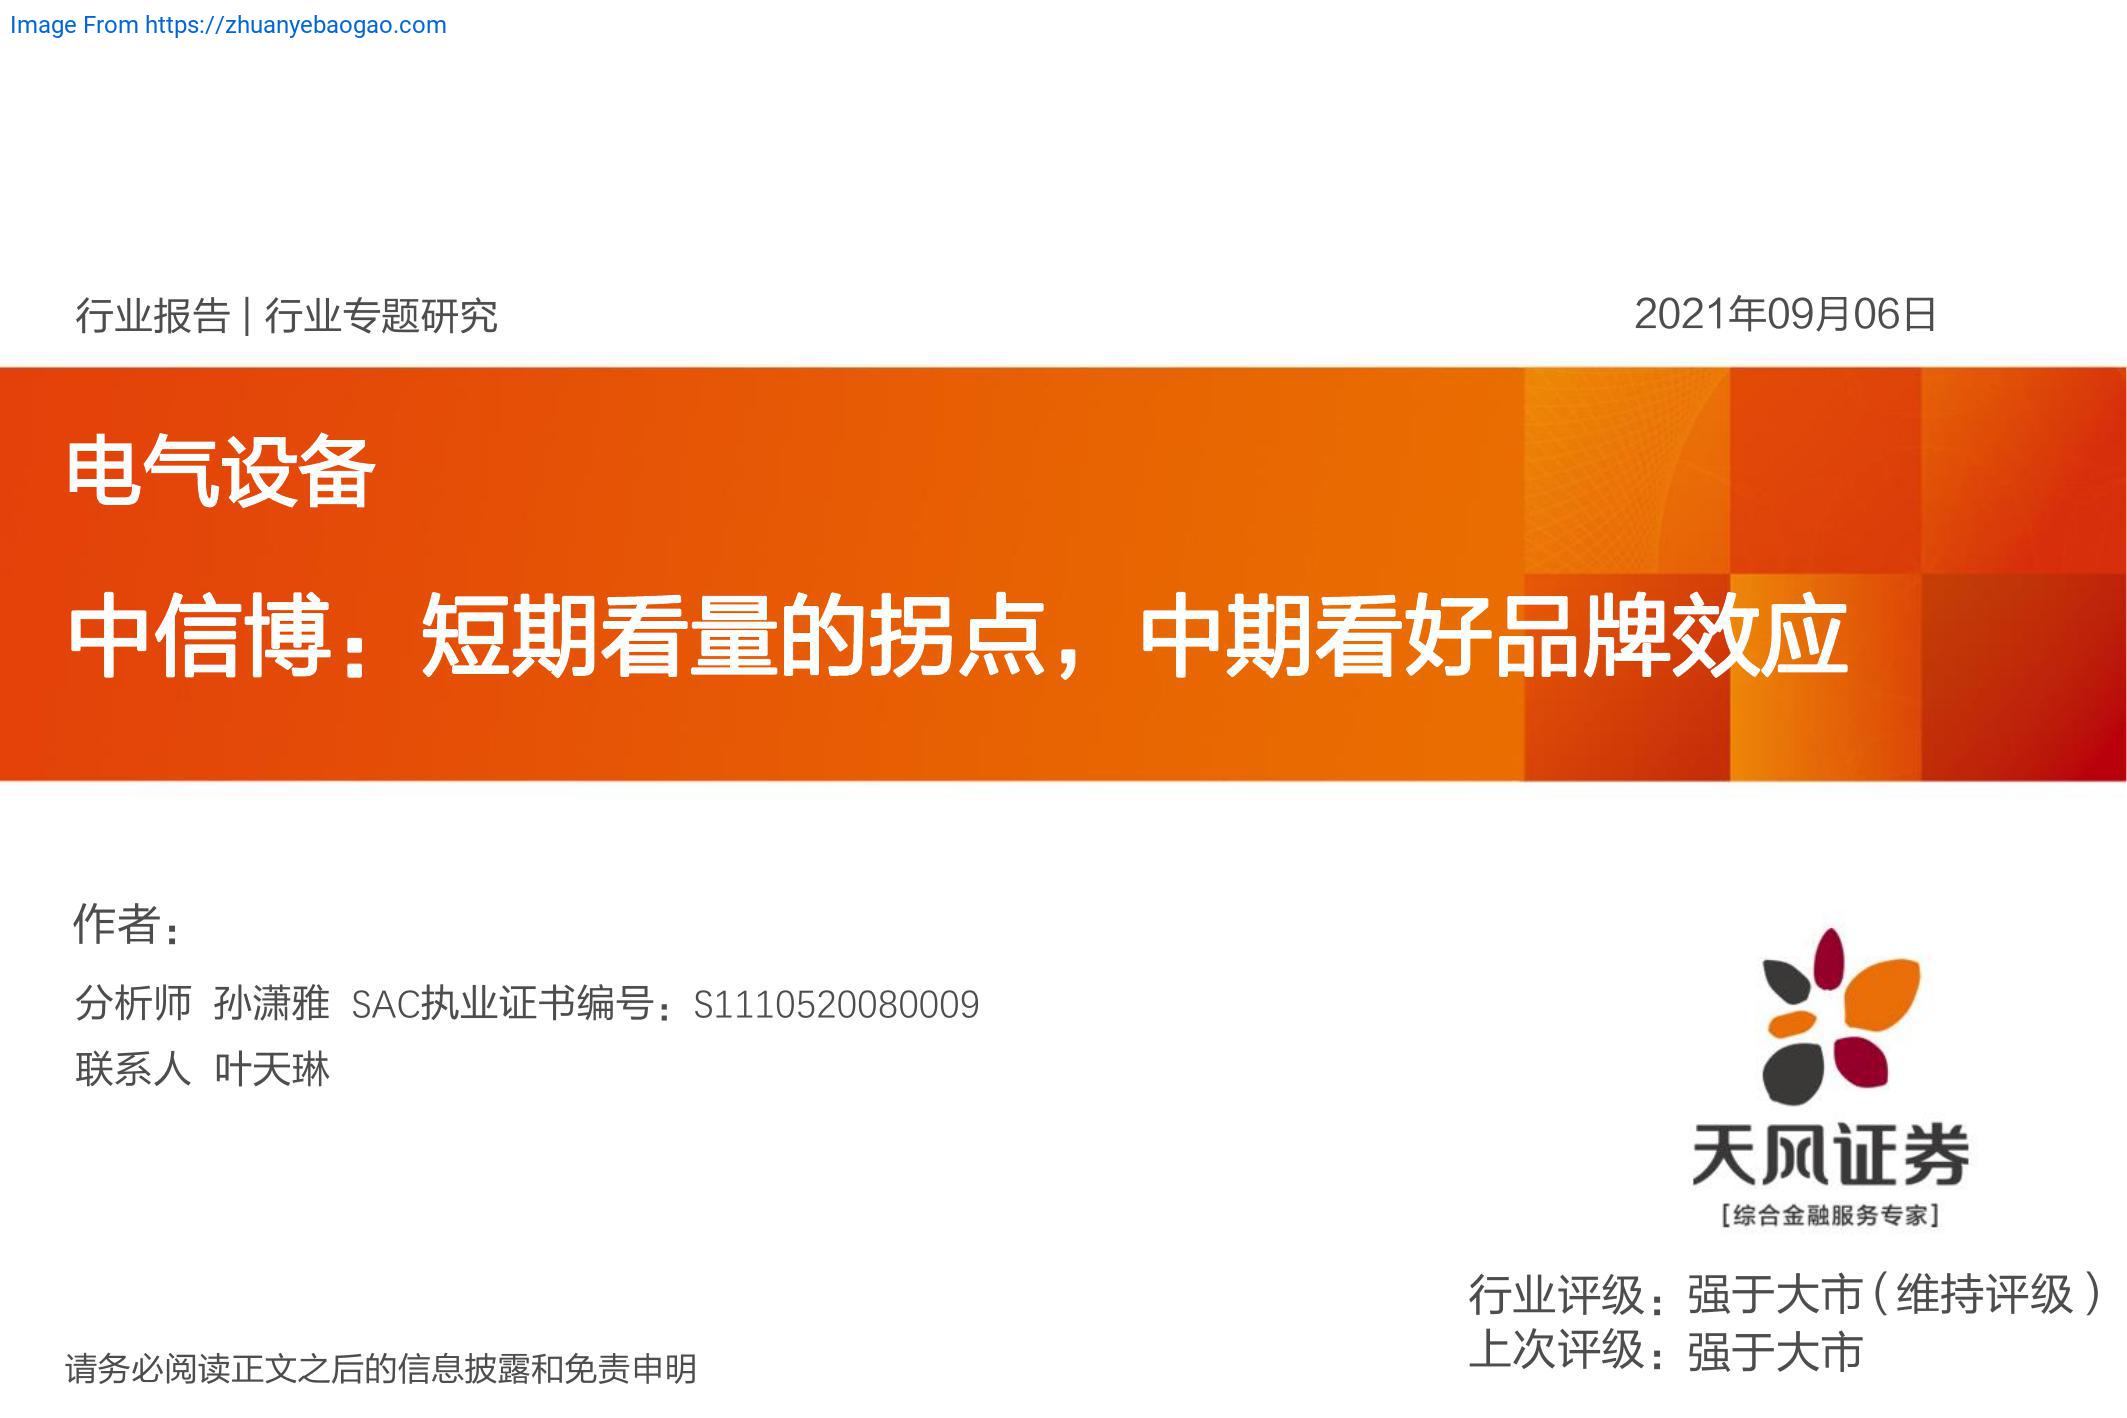 Image From https://zhuanyebaogao.com
行业报告 | 行业专题研究
2021年09月06日
电气设备
中信博：短期看量的拐点，中期看好品牌效应
作者：
分析师 孙潇雅 SAC执业证书编号：S1110520080009
联系人 叶天琳
天风证券
[综合金融服务专家]
行业评级：强于大市（维持评级）
上次评级：强于大市
请务必阅读正文之后的信息披露和免责申明